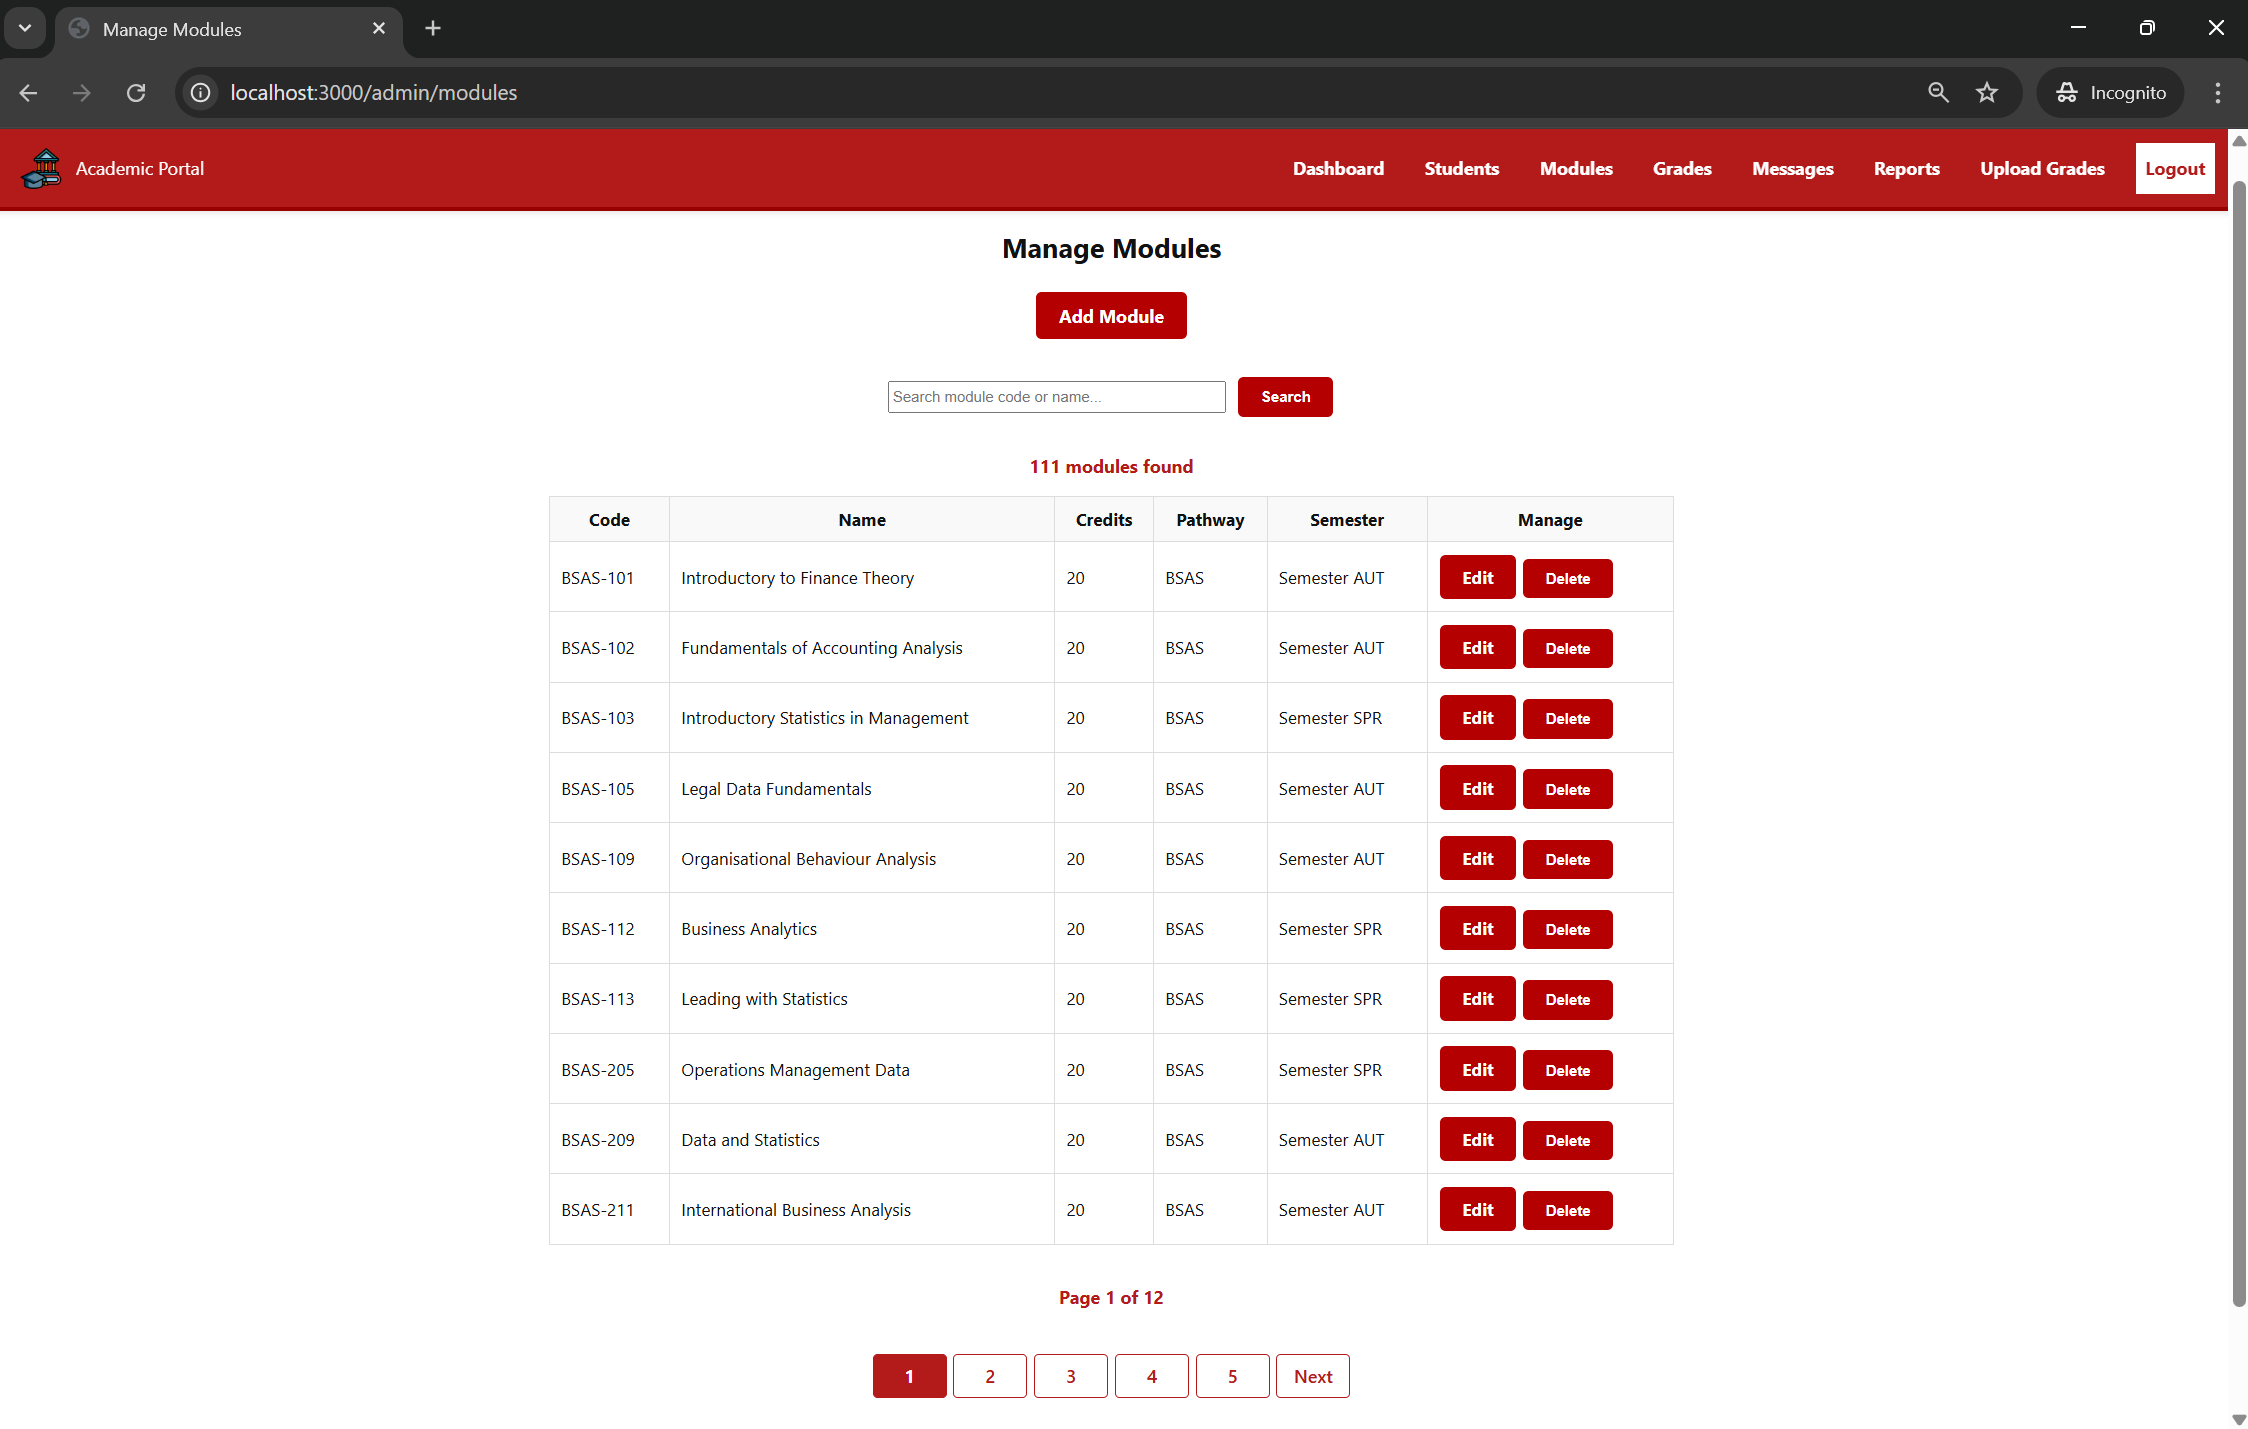 Manage Modules
localhost:3000/admin/modules
Incognito
Academic Portal Dashboard Students Modules Grades Messages Reports Upload Grades Logout
Manage Modules
Add Module
Search module code or name... Search
111 modules found
Code Name Credits Pathway Semester Manage
BSAS-101 Introductory to Finance Theory 20 BSAS Semester AUT Edit Delete
BSAS-102 Fundamentals of Accounting Analysis 20 BSAS Semester AUT Edit Delete
BSAS-103 Introductory Statistics in Management 20 BSAS Semester SPR Edit Delete
BSAS-105 Legal Data Fundamentals 20 BSAS Semester AUT Edit Delete
BSAS-109 Organisational Behaviour Analysis 20 BSAS Semester AUT Edit Delete
BSAS-112 Business Analytics 20 BSAS Semester SPR Edit Delete
BSAS-113 Leading with Statistics 20 BSAS Semester SPR Edit Delete
BSAS-205 Operations Management Data 20 BSAS Semester SPR Edit Delete
BSAS-209 Data and Statistics 20 BSAS Semester AUT Edit Delete
BSAS-211 International Business Analysis 20 BSAS Semester AUT Edit Delete
Page 1 of 12
1 2 3 4 5 Next